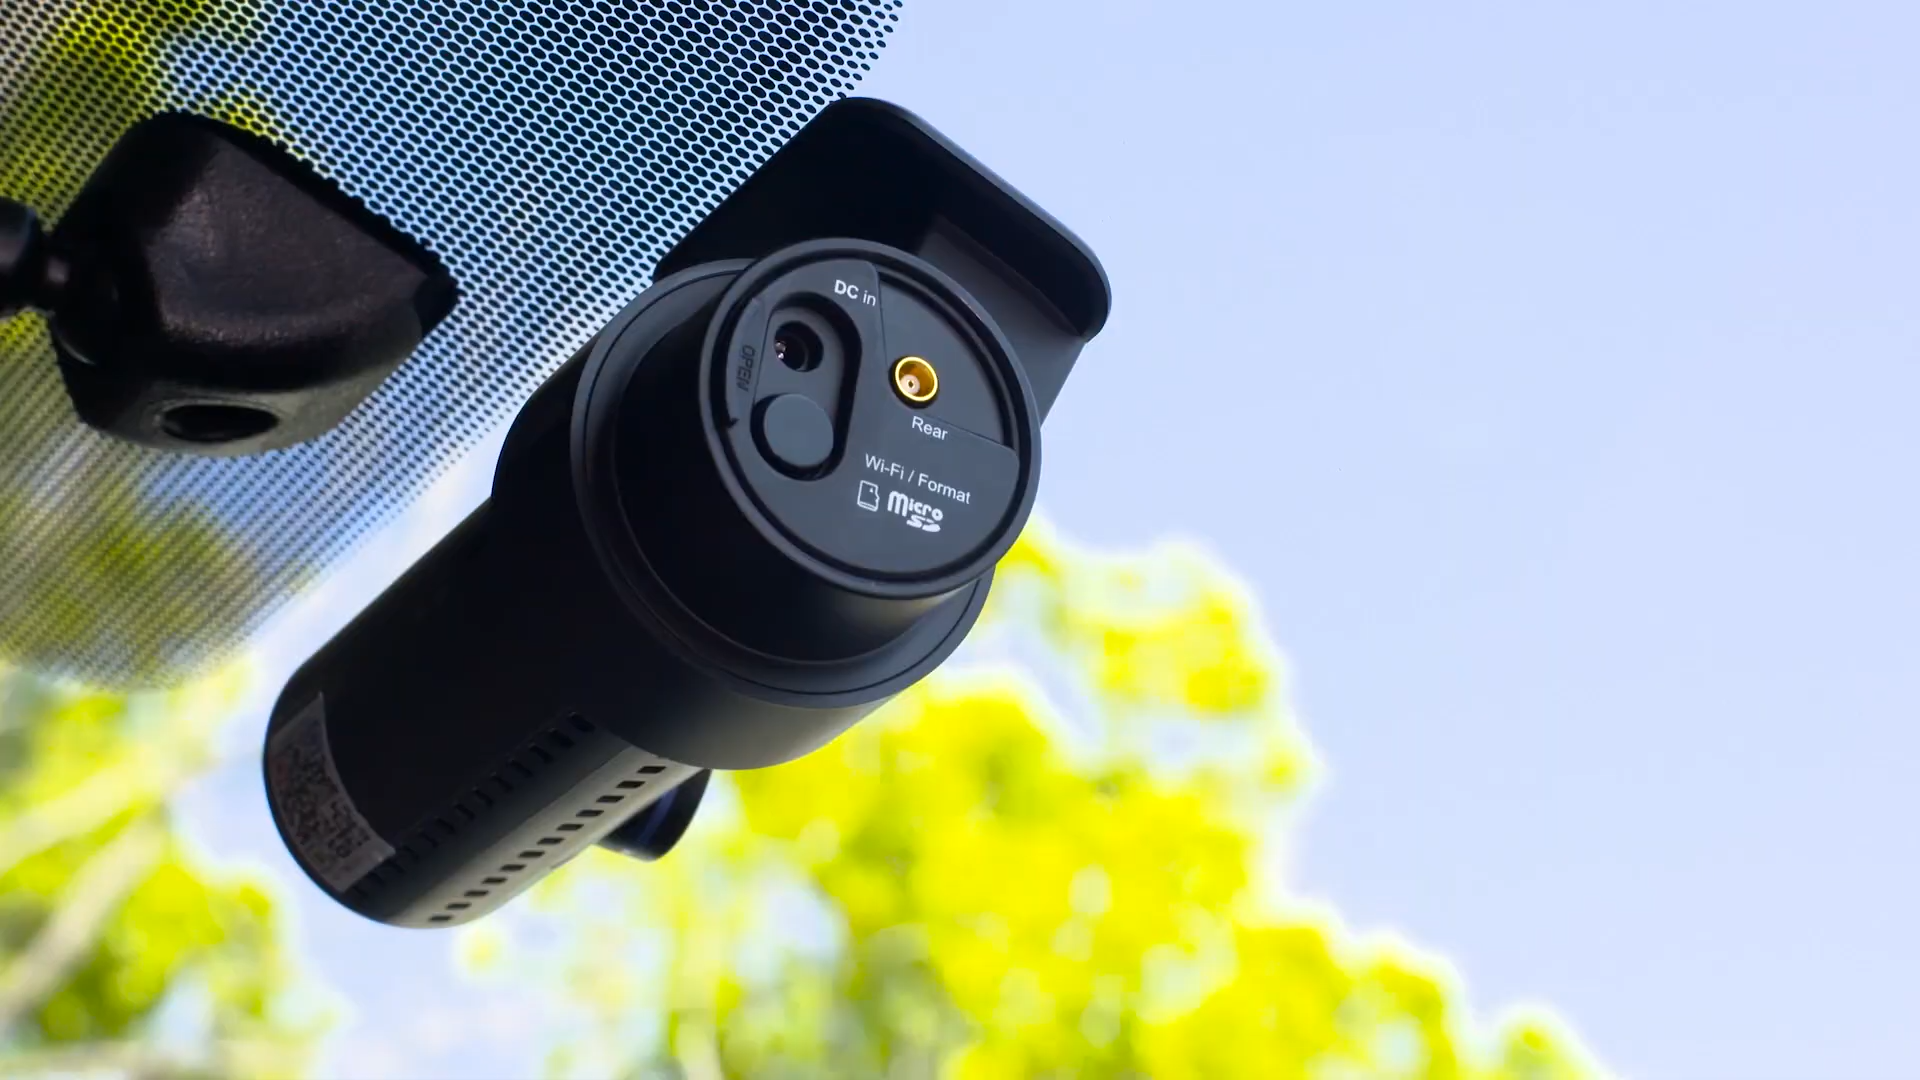 DC in
OPEN
Rear
Wi-Fi / Format
Micro
SD